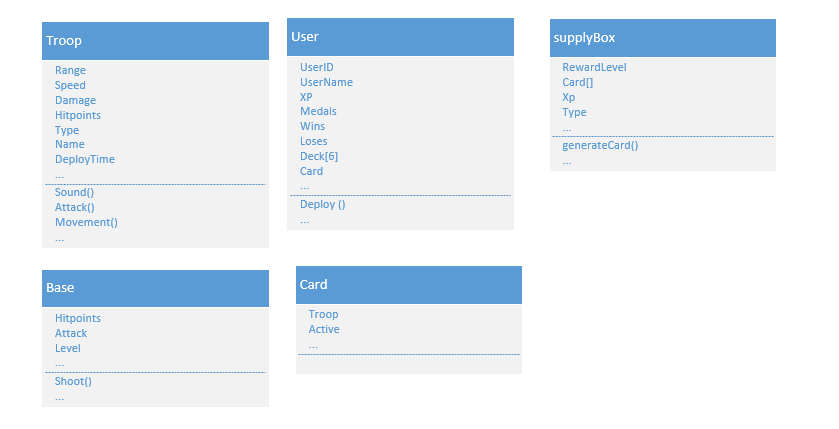 Troop
Range
Speed
Damage
Hitpoints
Type
Name
DeployTime
...
Sound()
Attack()
Movement()
...
User
UserID
UserName
XP
Medals
Wins
Loses
Deck[6]
Card
...
Deploy ()
...
supplyBox
RewardLevel
Card[]
Xp
Type
...
generateCard()
...
Base
Hitpoints
Attack
Level
...
Shoot()
...
Card
Troop
Active
...